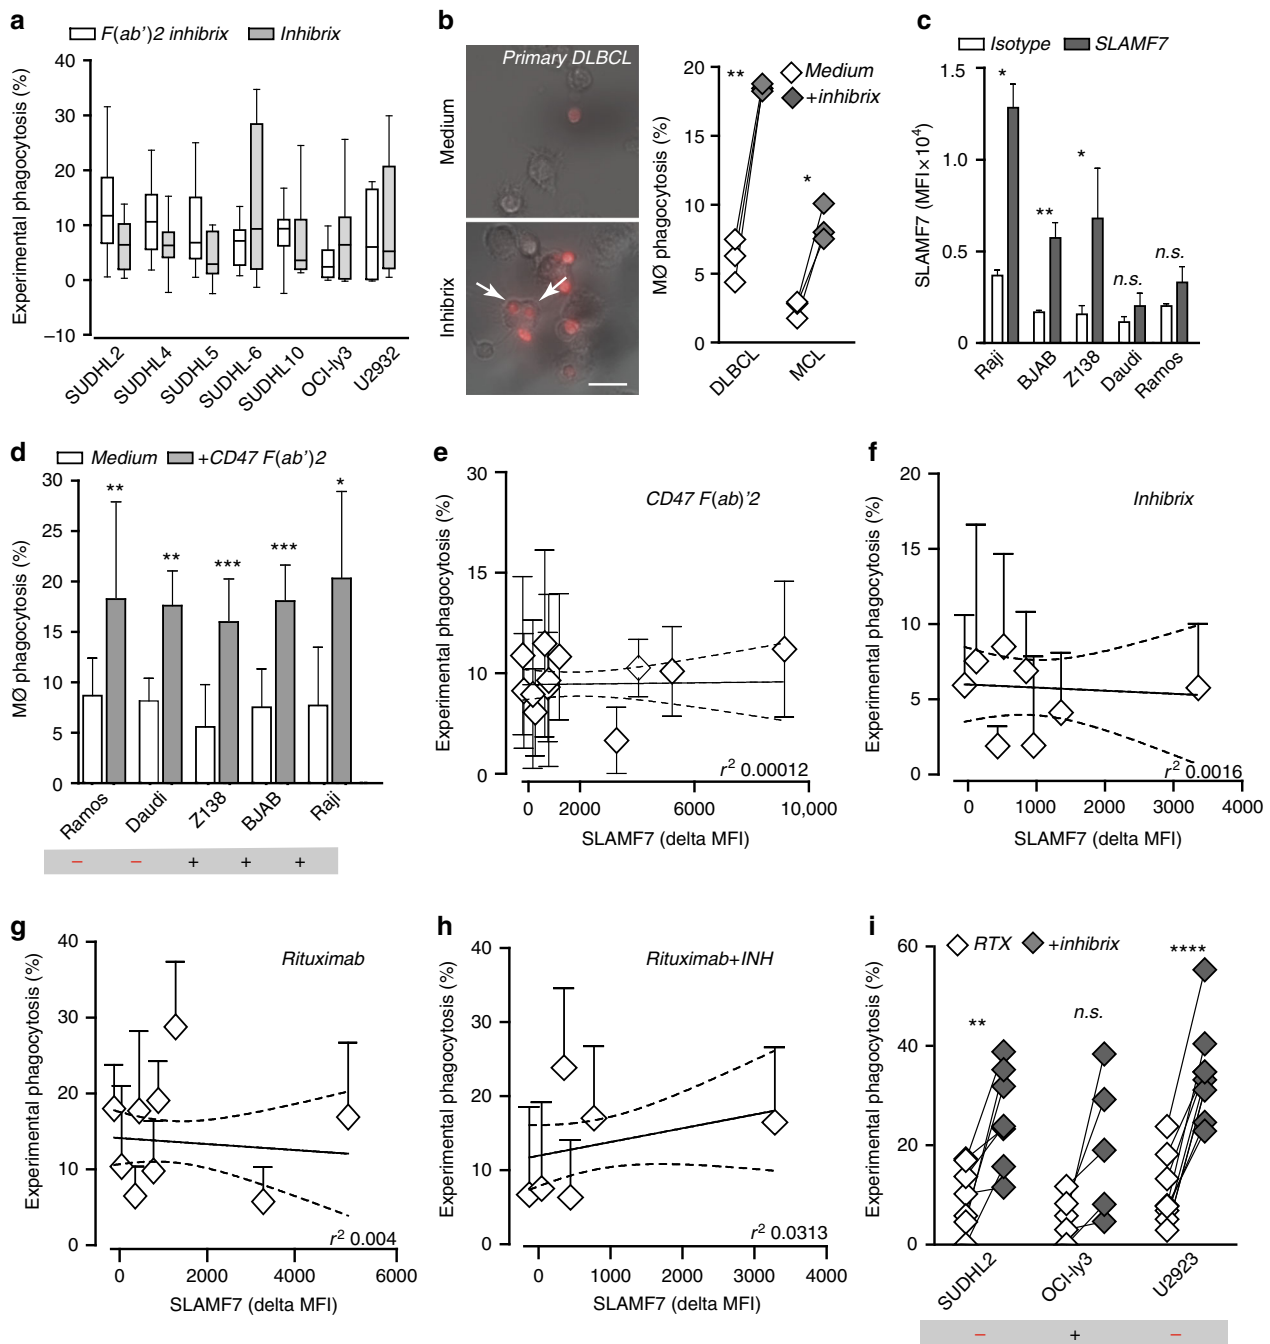 a
F(ab')2 inhibrix
Inhibrix
Experimental phagocytosis (%)
40
30
20
10
0
–10
SUDHL2
SUDHL4
SUDHL5
SUDHL-6
SUDHL10
OCI-ly3
U2932
b
Primary DLBCL
Medium
Inhibrix
Medium
+inhibrix
MØ phagocytosis (%)
20
15
10
5
0
**
*
DLBCL
MCL
c
Isotype
SLAMF7
SLAMF7 (MFI×10⁴)
1.5
1.0
0.5
0
*
**
*
n.s.
n.s.
Raji
BJAB
Z138
Daudi
Ramos
d
Medium
+CD47 F(ab')2
MØ phagocytosis (%)
30
25
20
15
10
5
0
**
**
***
***
*
Ramos
Daudi
Z138
BJAB
Raji
– – + + +
e
CD47 F(ab)'2
Experimental phagocytosis (%)
30
15
10
0
r² 0.00012
0 2000 6000 10,000
SLAMF7 (delta MFI)
f
Inhibrix
Experimental phagocytosis (%)
20
15
10
5
0
r² 0.0016
0 1000 2000 3000 4000
SLAMF7 (delta MFI)
g
Rituximab
Experimental phagocytosis (%)
40
30
20
10
0
r² 0.004
0 2000 4000 6000
SLAMF7 (delta MFI)
h
Rituximab+INH
Experimental phagocytosis (%)
40
30
20
10
0
r² 0.0313
0 1000 2000 3000 4000
SLAMF7 (delta MFI)
i
RTX
+inhibrix
Experimental phagocytosis (%)
60
40
20
0
**
n.s.
****
SUDHL2
OCI-ly3
U2923
– + –